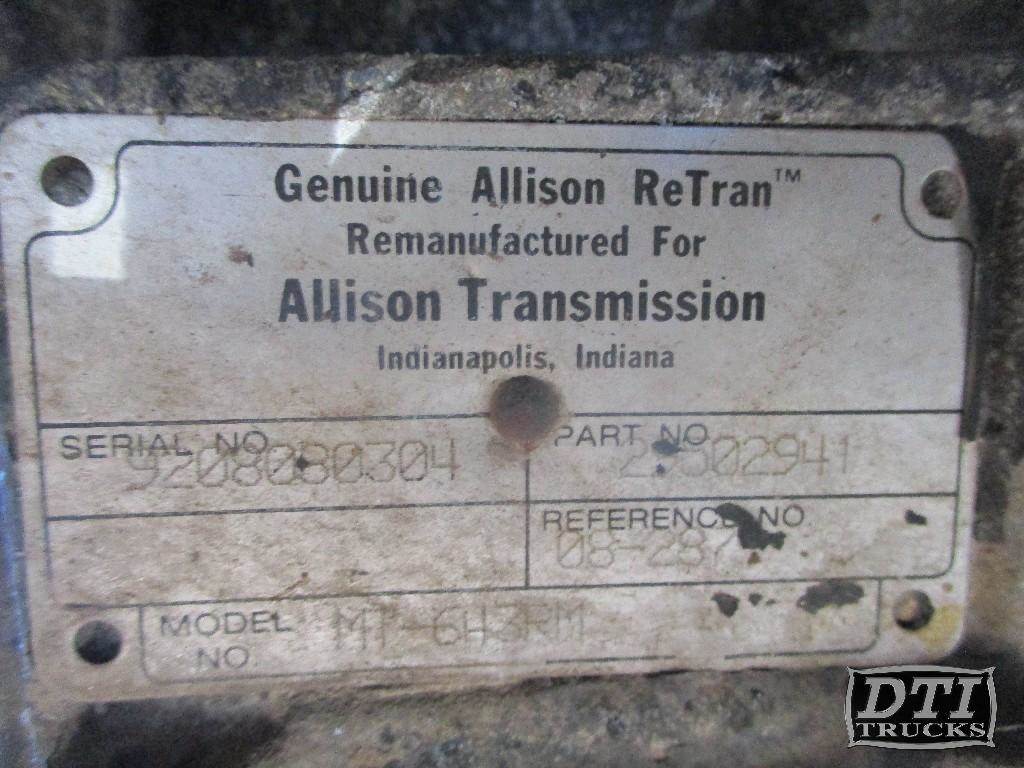 Genuine Allison ReTran™
Remanufactured For
Allison Transmission
Indianapolis, Indiana
SERIAL NO.
9208080304
PART NO.
REFERENCE NO.
MODEL
NO.
DTI
TRUCKS